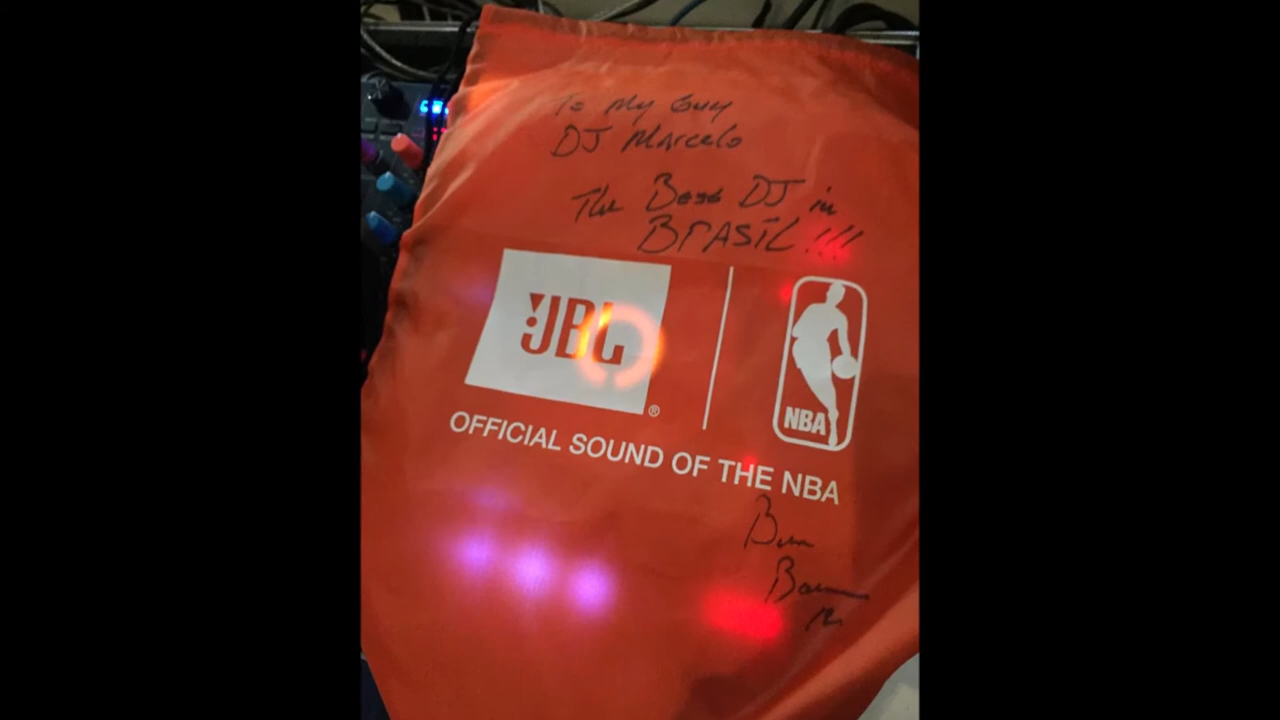 To My Guy
DJ Marcelo
The Best DJ in
BRASIL!!!
JBL
®
NBA
OFFICIAL SOUND OF THE NBA